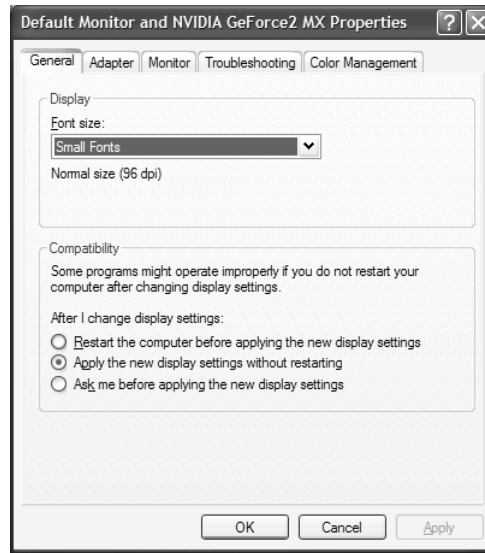 Default Monitor and NVIDIA GeForce2 MX Properties
General Adapter Monitor Troubleshooting Color Management
Display
Font size:
Small Fonts
Normal size (96 dpi)
Compatibility
Some programs might operate improperly if you do not restart your
computer after changing display settings.
After I change display settings:
Restart the computer before applying the new display settings
Apply the new display settings without restarting
Ask me before applying the new display settings
OK Cancel Apply